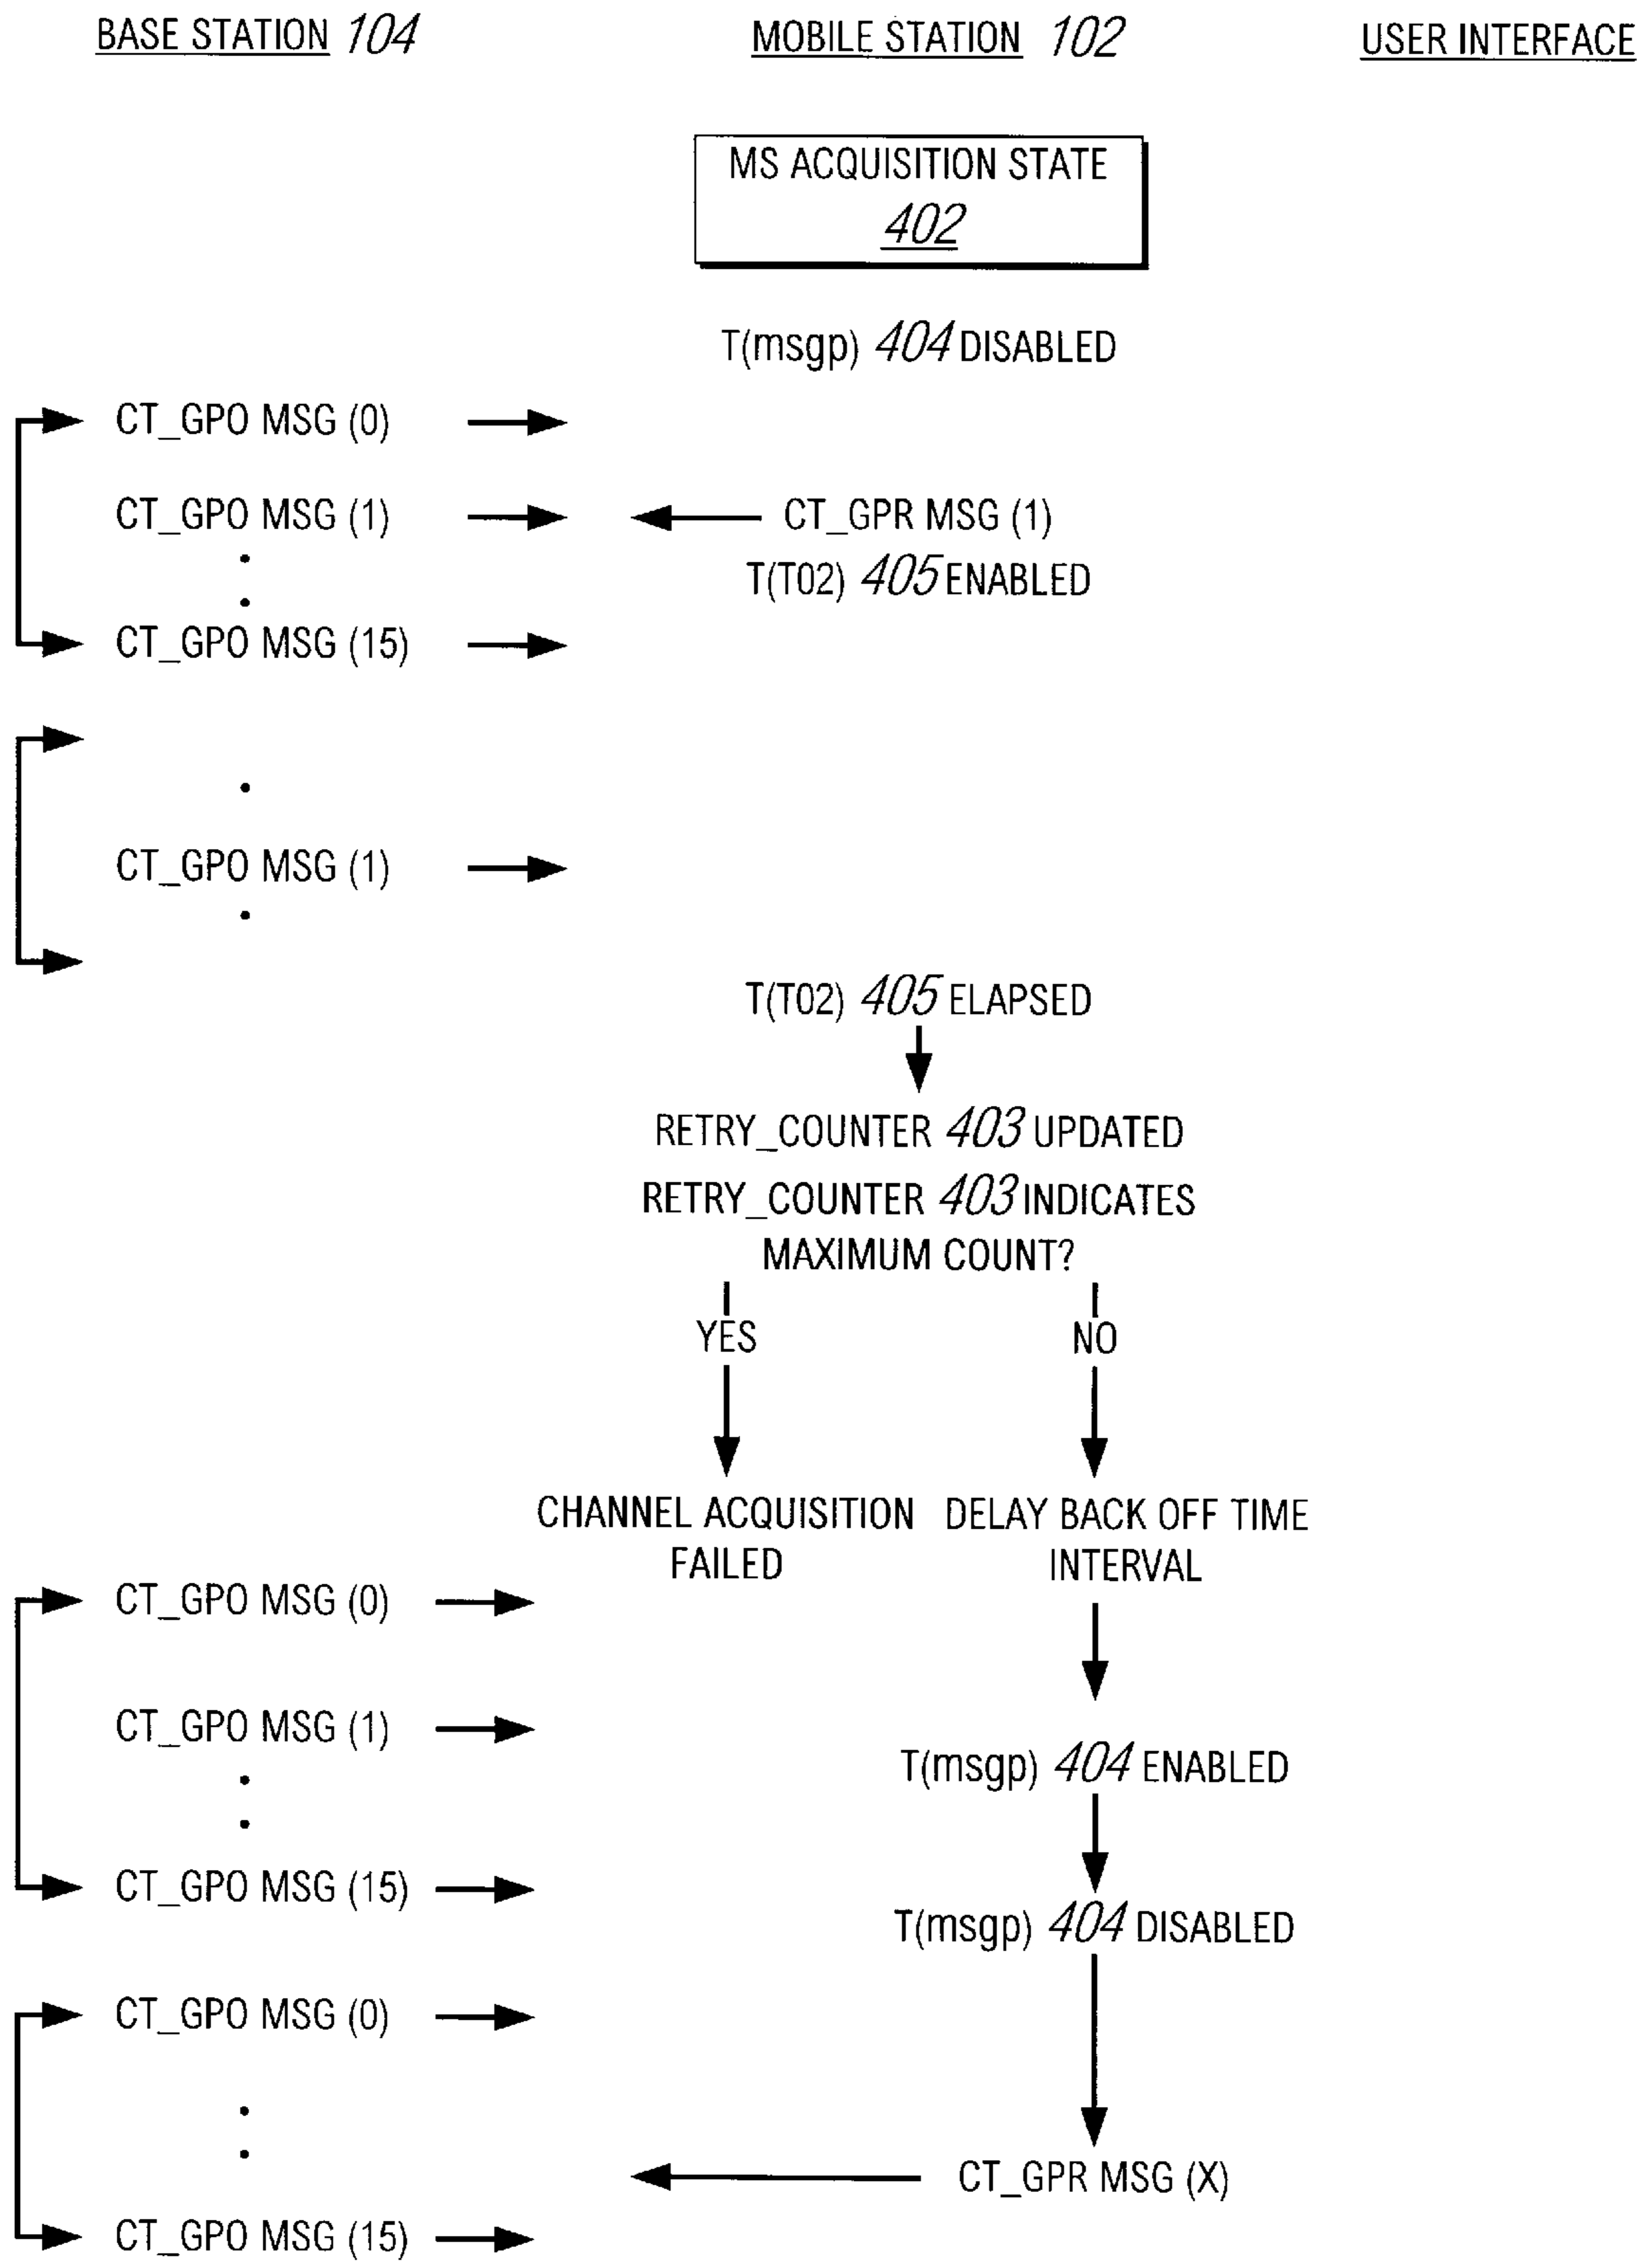 BASE STATION 104 MOBILE STATION 102 USER INTERFACE
MS ACQUISITION STATE
402
T(msgp) 404 DISABLED
CT_GPO MSG (0)
CT_GPO MSG (1) CT_GPR MSG (1)
T(T02) 405 ENABLED
CT_GPO MSG (15)
CT_GPO MSG (1)
T(T02) 405 ELAPSED
RETRY_COUNTER 403 UPDATED
RETRY_COUNTER 403 INDICATES
MAXIMUM COUNT?
YES NO
CHANNEL ACQUISITION DELAY BACK OFF TIME
FAILED INTERVAL
CT_GPO MSG (0)
CT_GPO MSG (1)
T(msgp) 404 ENABLED
CT_GPO MSG (15)
T(msgp) 404 DISABLED
CT_GPO MSG (0)
CT_GPR MSG (X)
CT_GPO MSG (15)